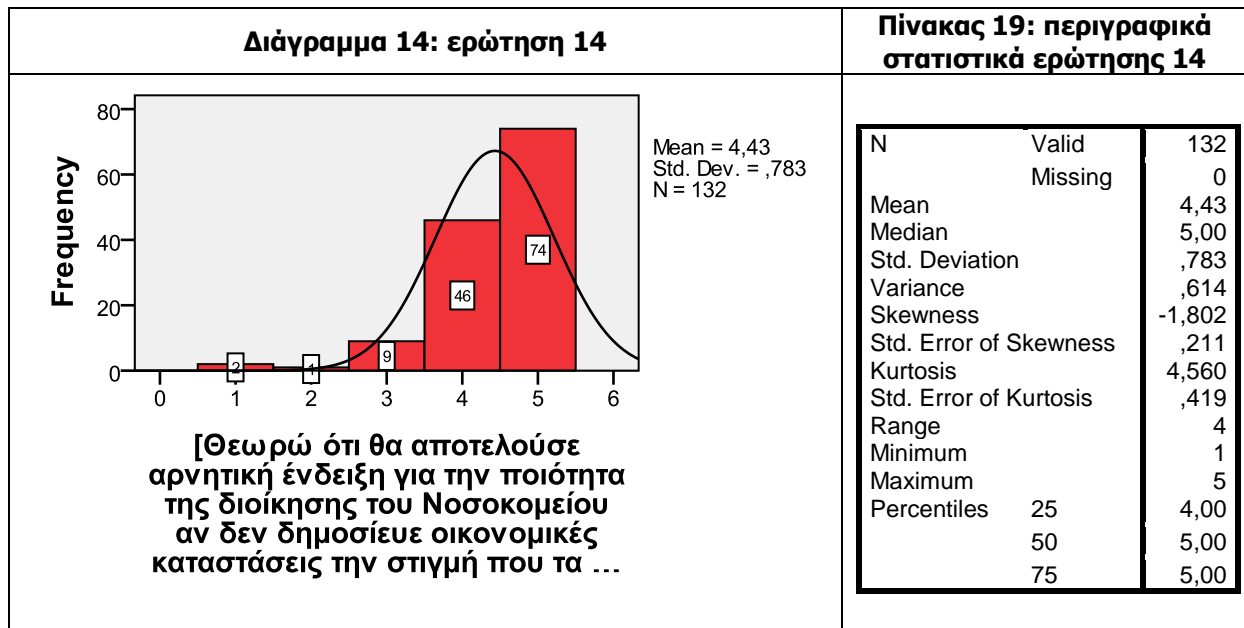 Διάγραμμα 14: ερώτηση 14
Πίνακας 19: περιγραφικά
στατιστικά ερώτησης 14
80
60
40
20
0
Frequency
2
1
9
46
74
0 1 2 3 4 5 6
Mean = 4,43
Std. Dev. = ,783
N = 132
[Θεωρώ ότι θα αποτελούσε
αρνητική ένδειξη για την ποιότητα
της διοίκησης του Νοσοκομείου
αν δεν δημοσίευε οικονομικές
καταστάσεις την στιγμή που τα ...
N Valid 132
Missing 0
Mean 4,43
Median 5,00
Std. Deviation ,783
Variance ,614
Skewness -1,802
Std. Error of Skewness ,211
Kurtosis 4,560
Std. Error of Kurtosis ,419
Range 4
Minimum 1
Maximum 5
Percentiles 25 4,00
50 5,00
75 5,00